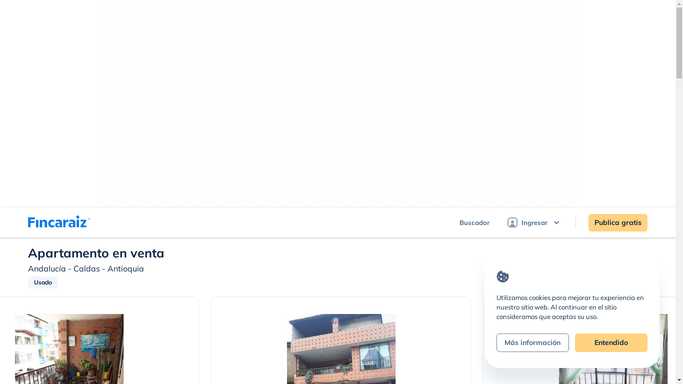 Fincaraiz
Buscador
Ingresar
Publica gratis
Apartamento en venta
Andalucía - Caldas - Antioquia
Usado
Utilizamos cookies para mejorar tu experiencia en
nuestro sitio web. Al continuar en el sitio
consideramos que aceptas su uso.
Más información
Entendido